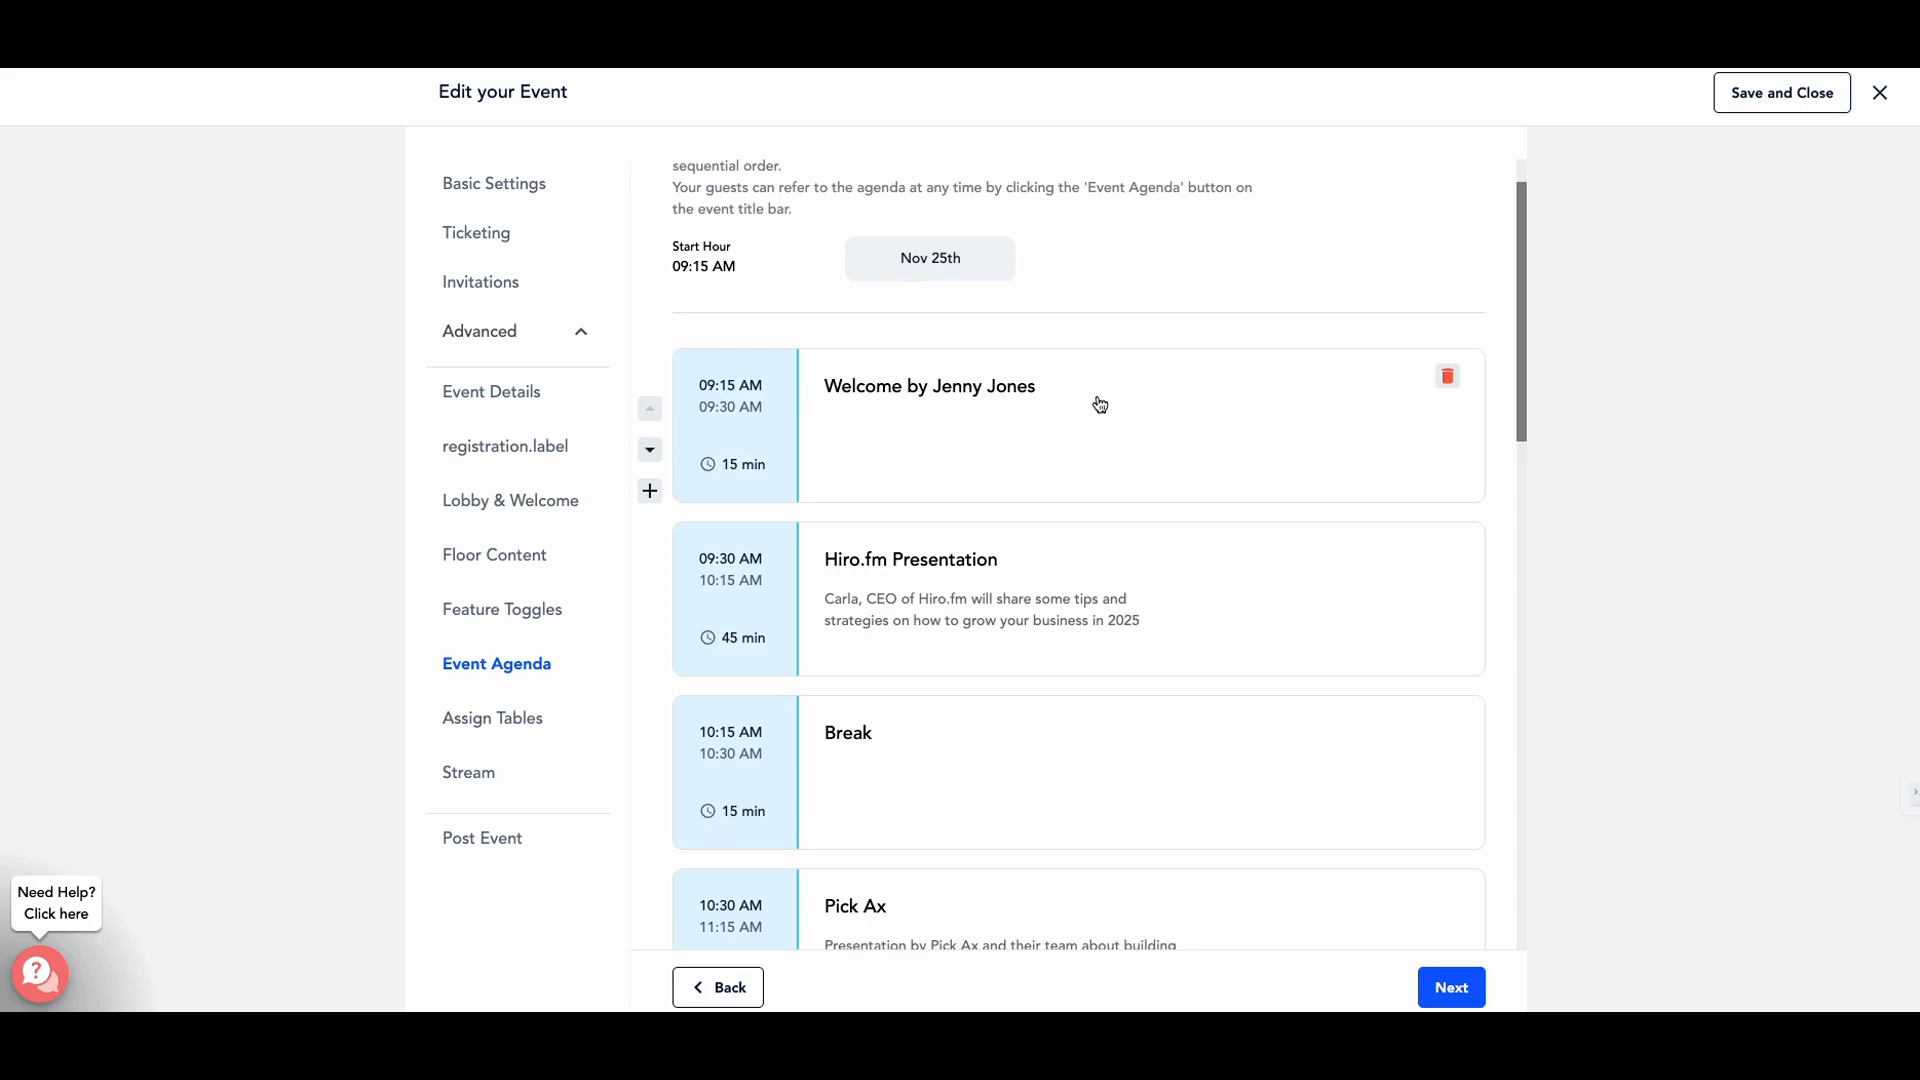 Edit your Event
Save and Close
Basic Settings
Ticketing
Invitations
Advanced
Event Details
registration.label
Lobby & Welcome
Floor Content
Feature Toggles
Event Agenda
Assign Tables
Stream
Post Event
sequential order.
Your guests can refer to the agenda at any time by clicking the 'Event Agenda' button on
the event title bar.
Start Hour
09:15 AM
Nov 25th
09:15 AM
09:30 AM
15 min
Welcome by Jenny Jones
09:30 AM
10:15 AM
45 min
Hiro.fm Presentation
Carla, CEO of Hiro.fm will share some tips and
strategies on how to grow your business in 2025
10:15 AM
10:30 AM
15 min
Break
10:30 AM
11:15 AM
Pick Ax
Presentation by Pick Ax and their team about building
Back
Next
Need Help?
Click here